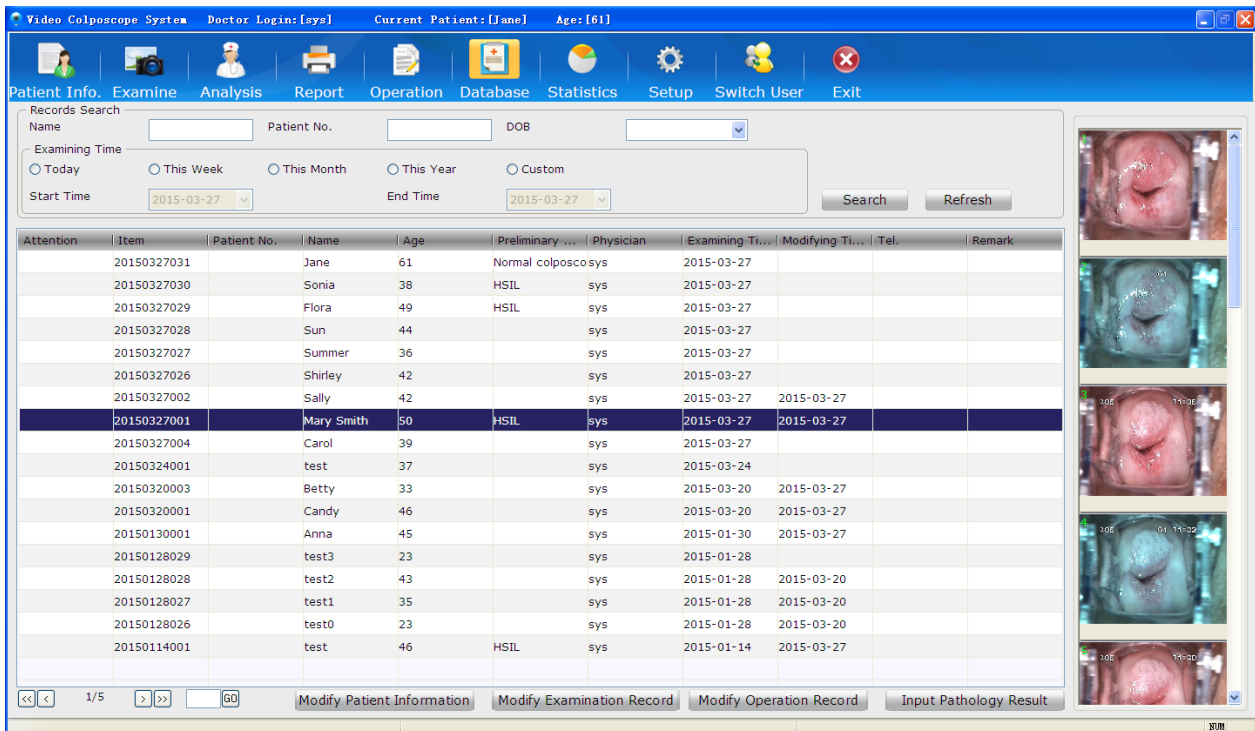 Video Colposcope System Doctor Login:[sys] Current Patient:[Jane] Age:[61]
Patient Info. Examine Analysis Report Operation Database Statistics Setup Switch User Exit
Records Search
Name Patient No. DOB
Examining Time
Today This Week This Month This Year Custom
Start Time 2015-03-27 End Time 2015-03-27 Search Refresh
Attention Item Patient No. Name Age Preliminary ... Physician Examining Ti... Modifying Ti... Tel. Remark
20150327031 Jane 61 Normal colposco sys 2015-03-27
20150327030 Sonia 38 HSIL sys 2015-03-27
20150327029 Flora 49 HSIL sys 2015-03-27
20150327028 Sun 44 sys 2015-03-27
20150327027 Summer 36 sys 2015-03-27
20150327026 Shirley 42 sys 2015-03-27
20150327002 Sally 42 sys 2015-03-27 2015-03-27
20150327001 Mary Smith 50 HSIL sys 2015-03-27 2015-03-27
20150327004 Carol 39 sys 2015-03-27
20150324001 test 37 sys 2015-03-24
20150320003 Betty 33 sys 2015-03-20 2015-03-27
20150320001 Candy 46 sys 2015-03-20 2015-03-27
20150130001 Anna 45 sys 2015-01-30 2015-03-27
20150128029 test3 23 sys 2015-01-28
20150128028 test2 43 sys 2015-01-28 2015-03-20
20150128027 test1 35 sys 2015-01-28 2015-03-20
20150128026 test0 23 sys 2015-01-28 2015-03-20
20150114001 test 46 HSIL sys 2015-01-14 2015-03-27
<< < 1/5 > >> GO Modify Patient Information Modify Examination Record Modify Operation Record Input Pathology Result
3
4
NUM